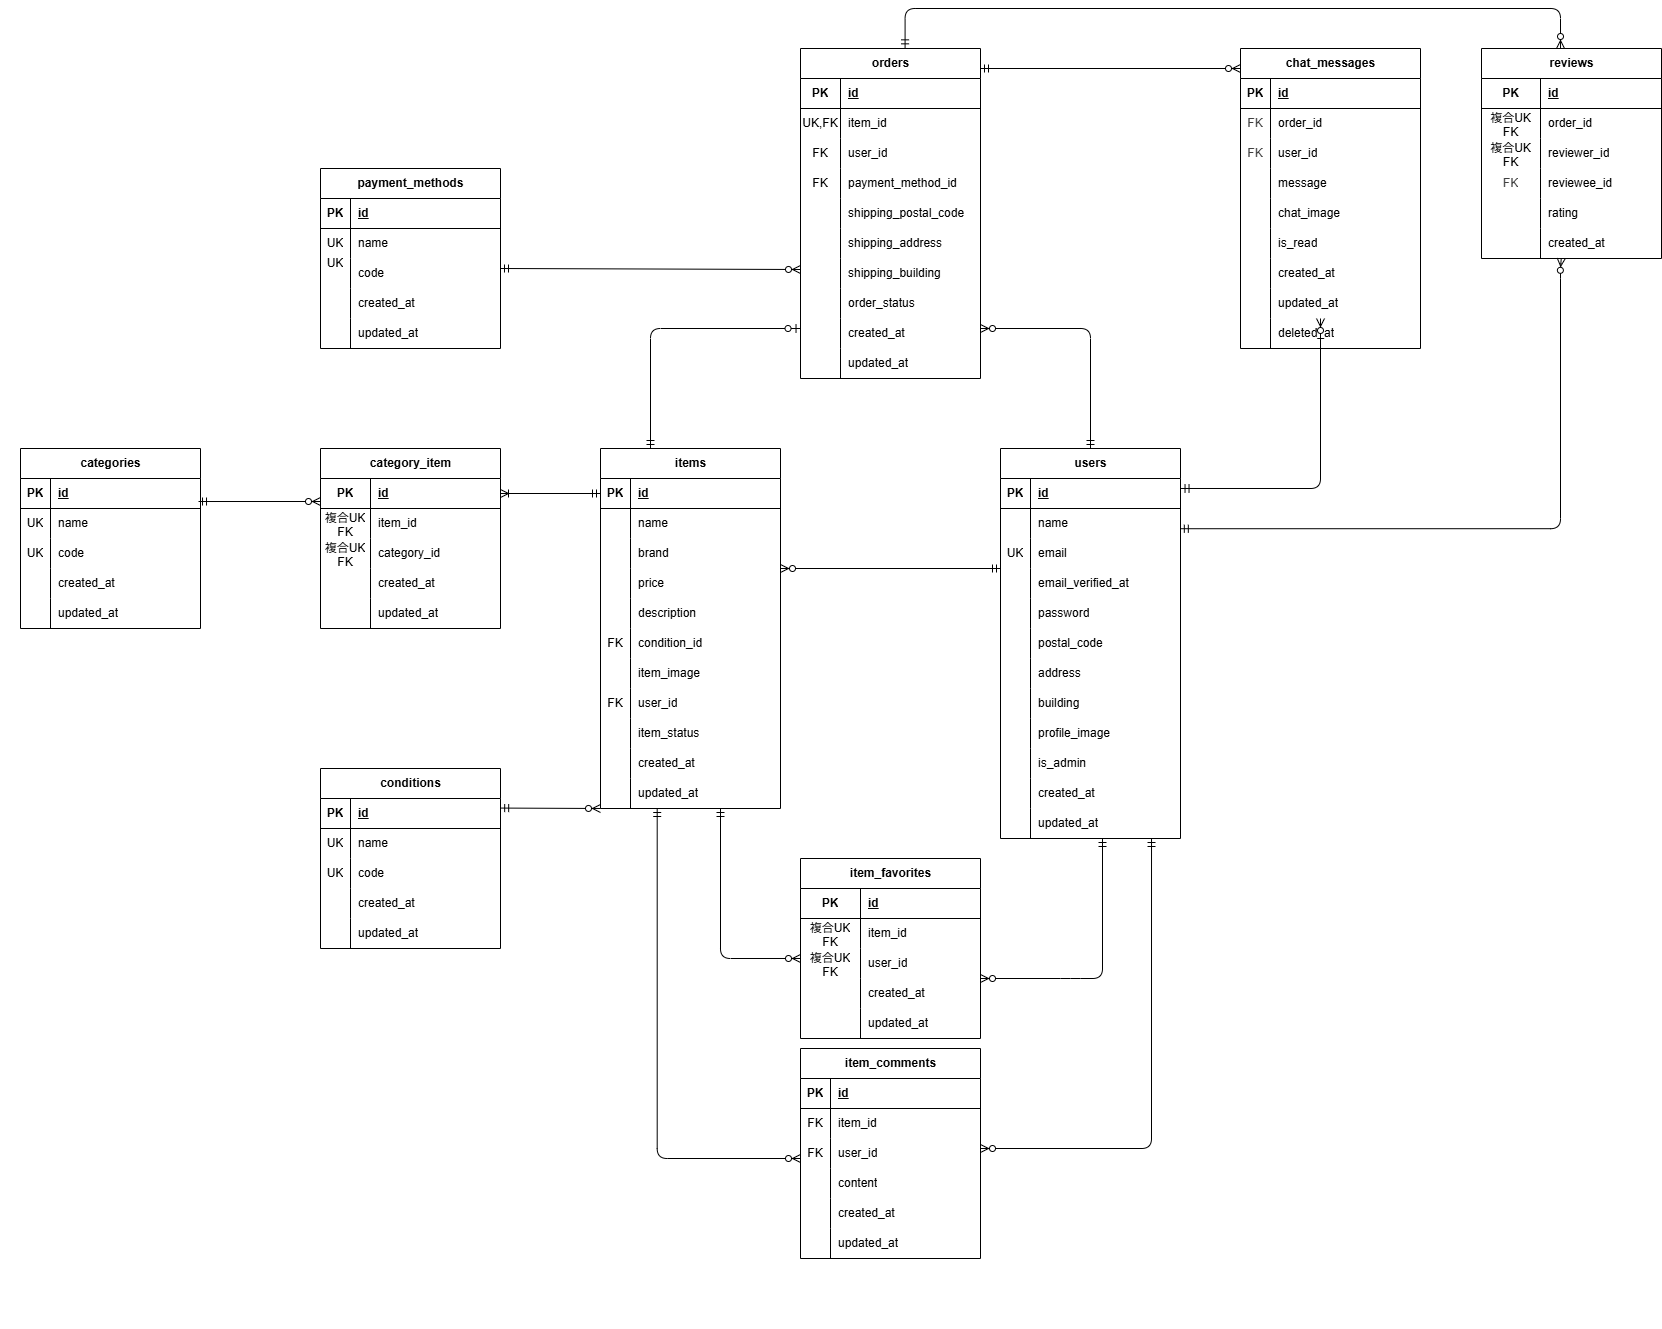 orders
PK id
UK,FK item_id
FK user_id
FK payment_method_id
shipping_postal_code
shipping_address
shipping_building
order_status
created_at
updated_at
chat_messages
PK id
FK order_id
FK user_id
message
chat_image
is_read
created_at
updated_at
deleted_at
reviews
PK id
複合UK
FK order_id
複合UK
FK reviewer_id
FK reviewee_id
rating
created_at
payment_methods
PK id
UK name
UK code
created_at
updated_at
categories
PK id
UK name
UK code
created_at
updated_at
category_item
PK id
複合UK
FK item_id
複合UK
FK category_id
created_at
updated_at
items
PK id
name
brand
price
description
FK condition_id
item_image
FK user_id
item_status
created_at
updated_at
users
PK id
name
UK email
email_verified_at
password
postal_code
address
building
profile_image
is_admin
created_at
updated_at
conditions
PK id
UK name
UK code
created_at
updated_at
item_favorites
PK id
複合UK
FK item_id
複合UK
FK user_id
created_at
updated_at
item_comments
PK id
FK item_id
FK user_id
content
created_at
updated_at